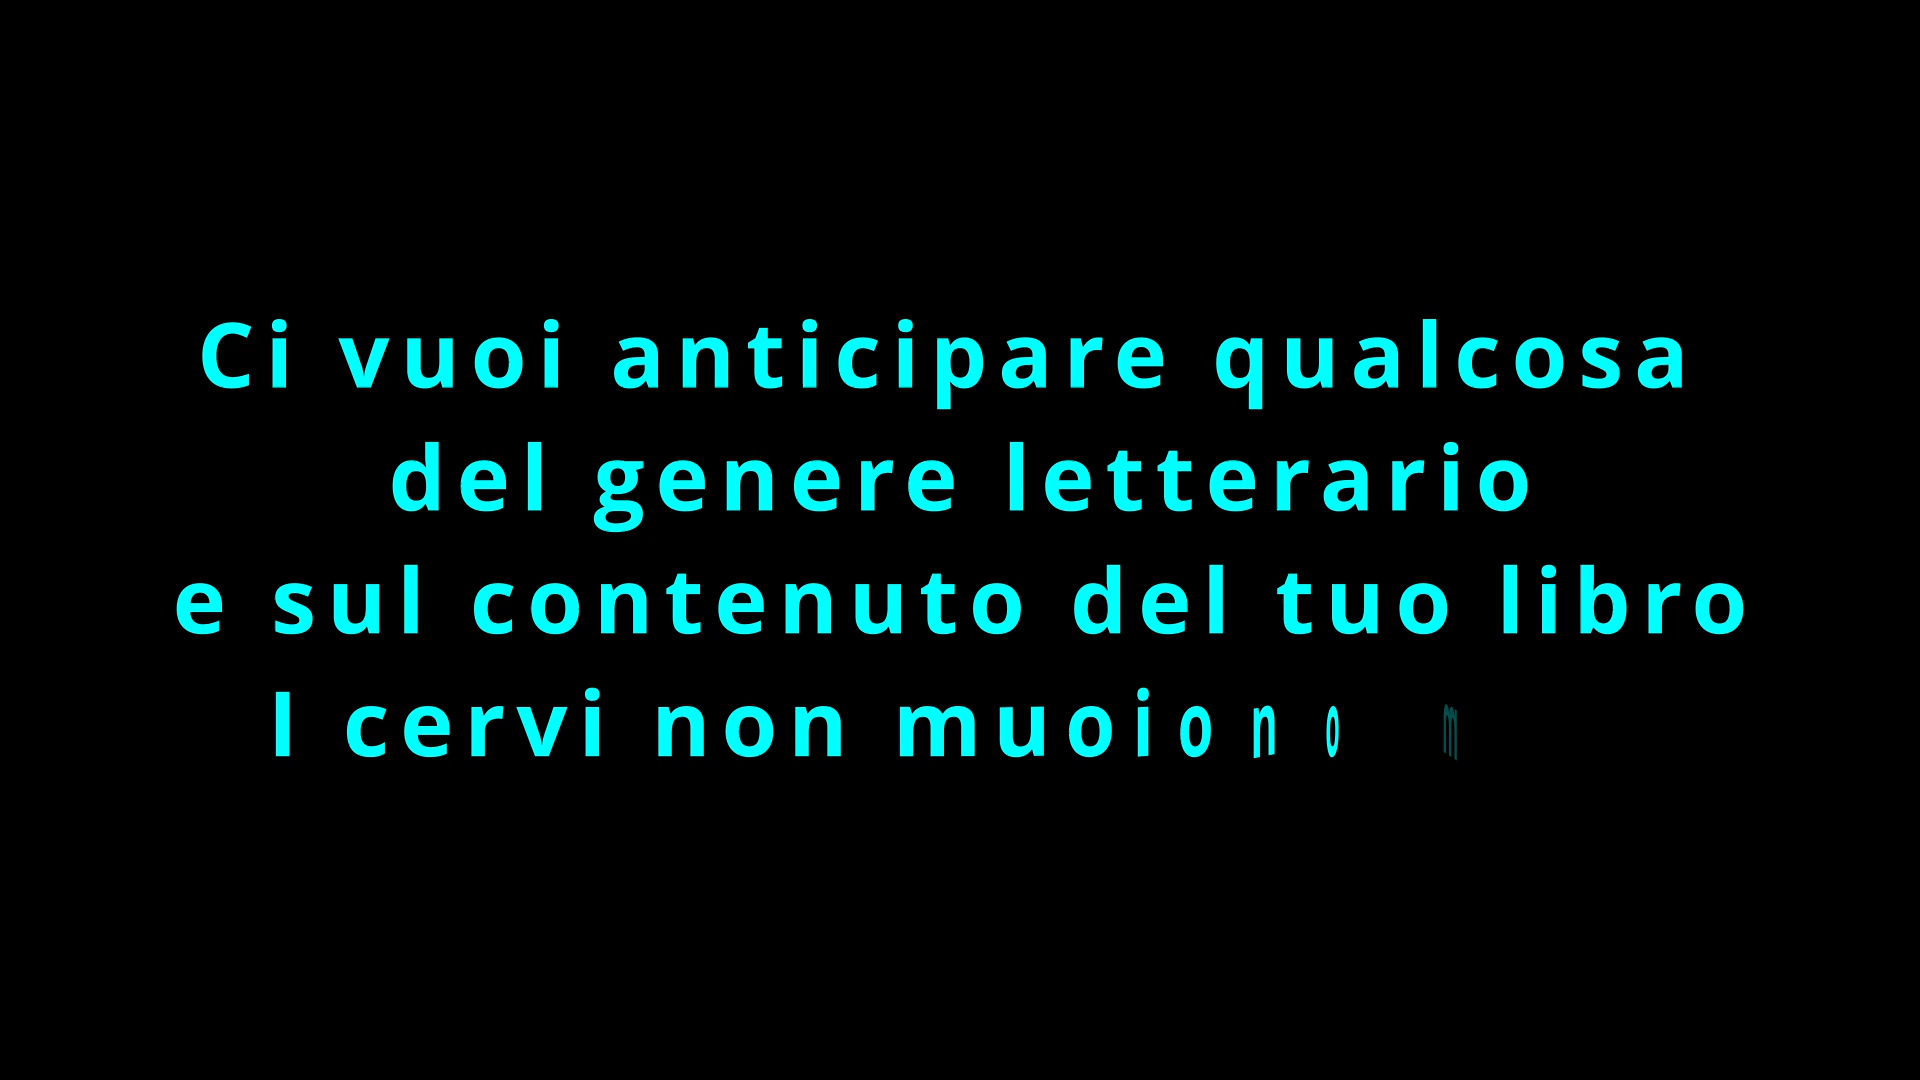 Ci vuoi anticipare qualcosa
del genere letterario
e sul contenuto del tuo libro
I cervi non muoiono m